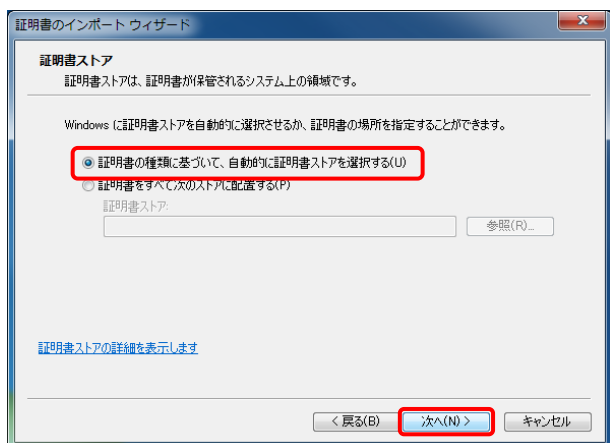 証明書のインポート ウィザード
証明書ストア
証明書ストアは、証明書が保管されるシステム上の領域です。
Windows に証明書ストアを自動的に選択させるか、証明書の場所を指定することができます。
証明書の種類に基づいて、自動的に証明書ストアを選択する(U)
証明書をすべて次のストアに配置する(P)
証明書ストア:
参照(R)...
証明書ストアの詳細を表示します
< 戻る(B)
次へ(N) >
キャンセル